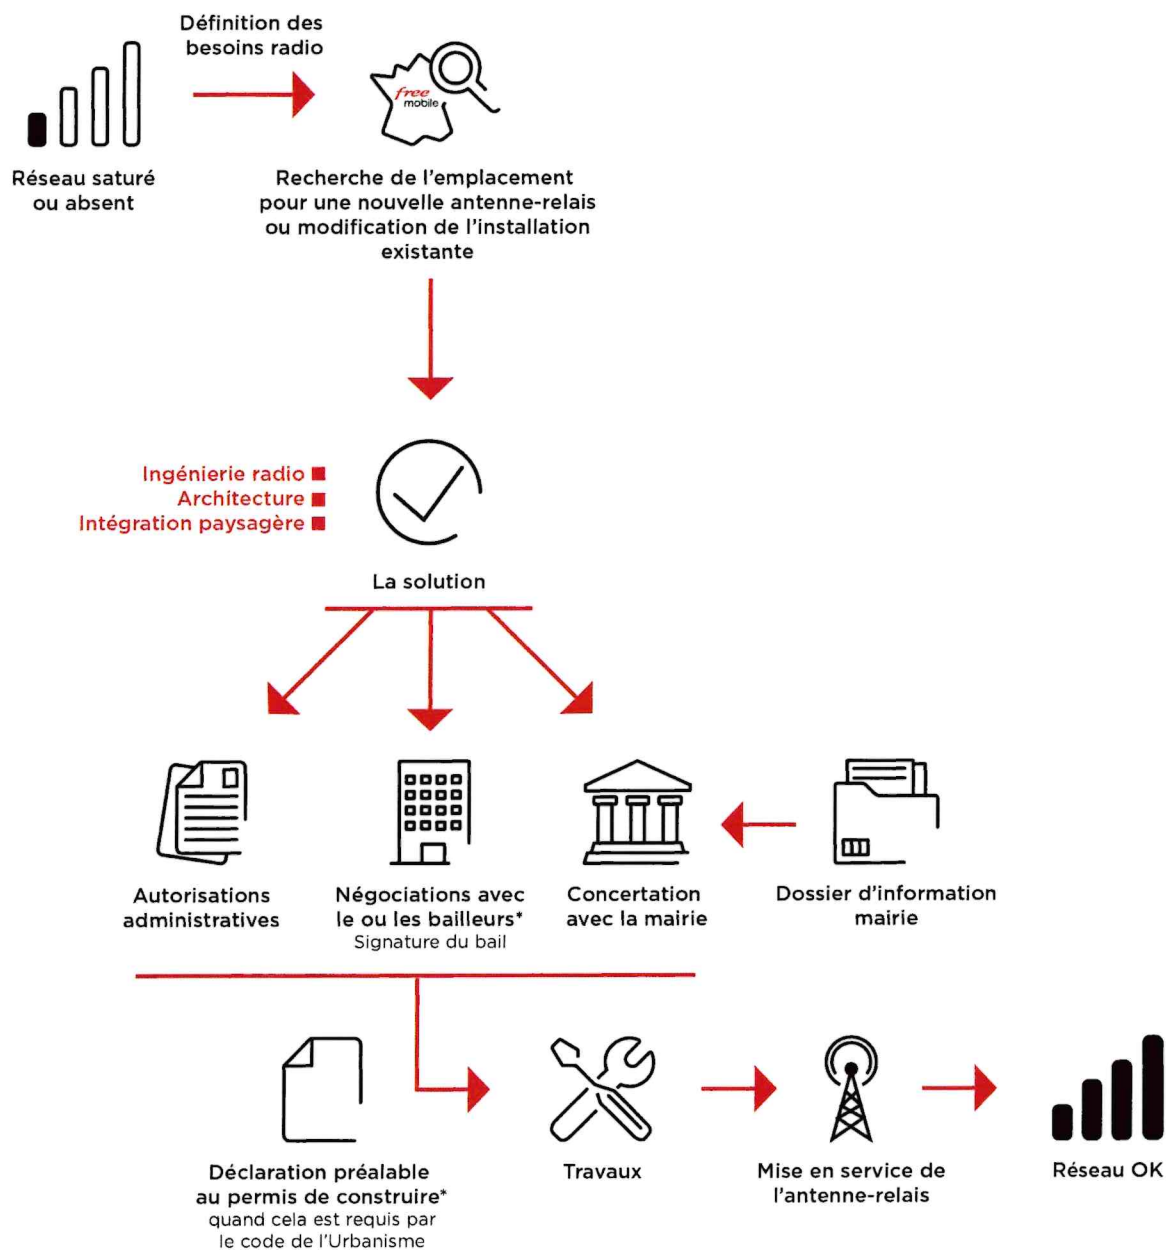 Définition des
besoins radio
free
mobile
Réseau saturé
ou absent
Recherche de l'emplacement
pour une nouvelle antenne-relais
ou modification de l'installation
existante
Ingénierie radio
Architecture
Intégration paysagère
La solution
Autorisations
administratives
Négociations avec
le ou les bailleurs*
Signature du bail
Concertation
avec la mairie
Dossier d'information
mairie
Déclaration préalable
au permis de construire*
quand cela est requis par
le code de l'Urbanisme
Travaux
Mise en service de
l'antenne-relais
Réseau OK